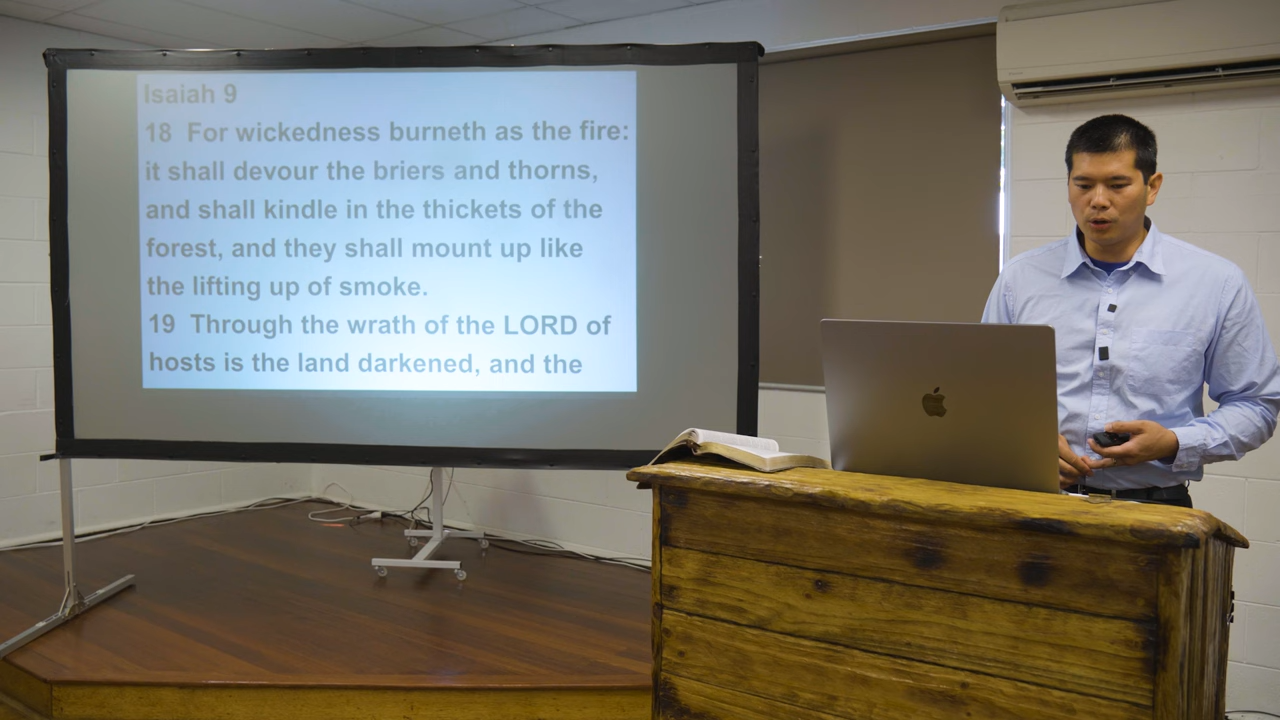 Isaiah 9
18 For wickedness burneth as the fire:
it shall devour the briers and thorns,
and shall kindle in the thickets of the
forest, and they shall mount up like
the lifting up of smoke.
19 Through the wrath of the LORD of
hosts is the land darkened, and the